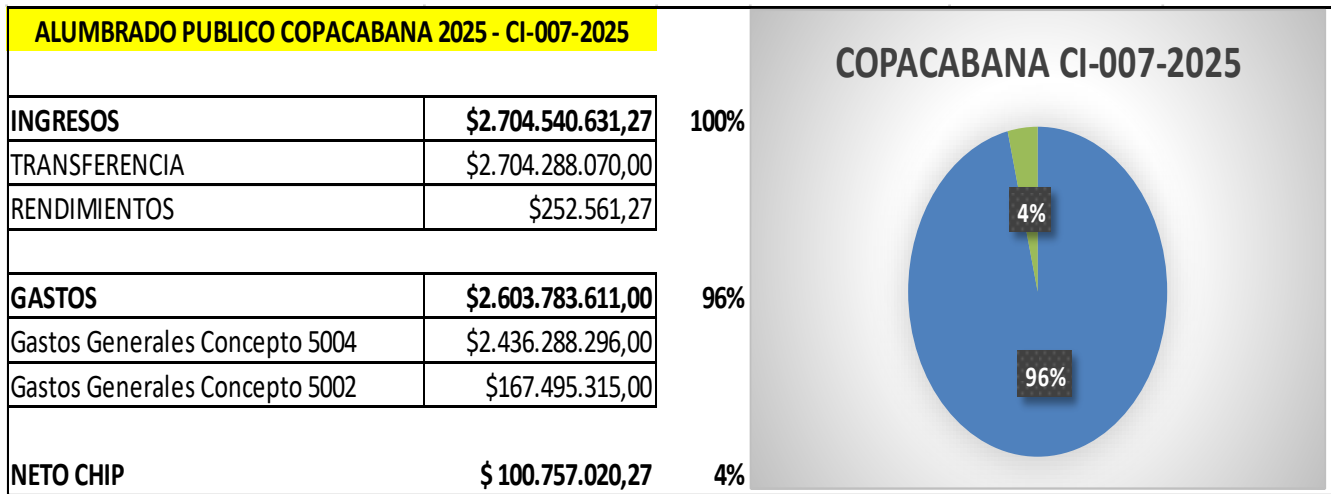 ALUMBRADO PUBLICO COPACABANA 2025 - CI-007-2025
INGRESOS $2.704.540.631,27 100%
TRANSFERENCIA $2.704.288.070,00
RENDIMIENTOS $252.561,27
GASTOS $2.603.783.611,00 96%
Gastos Generales Concepto 5004 $2.436.288.296,00
Gastos Generales Concepto 5002 $167.495.315,00
NETO CHIP $ 100.757.020,27 4%
COPACABANA CI-007-2025
4%
96%